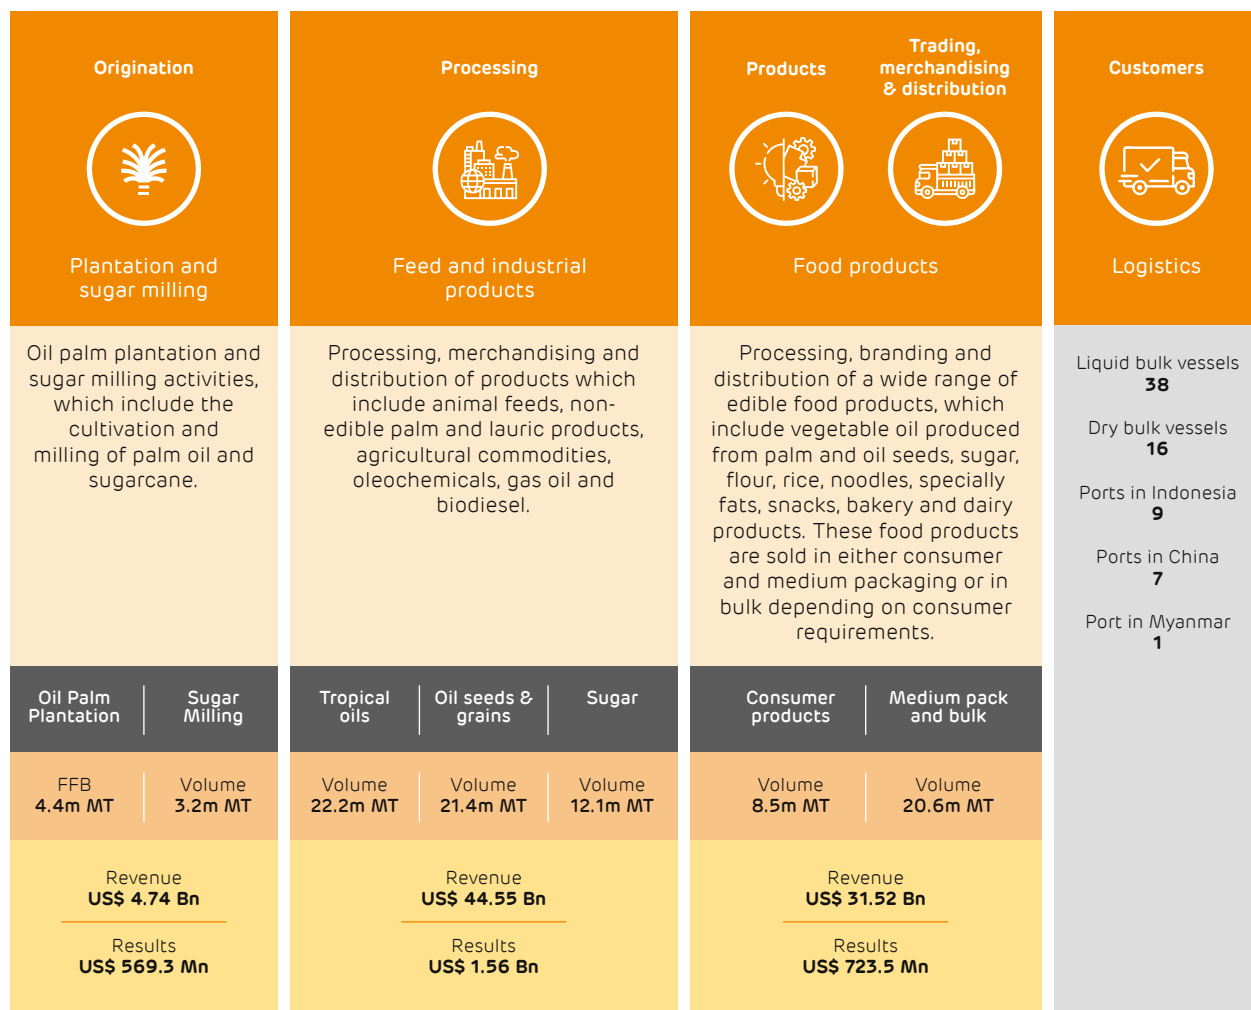 Origination
Plantation and
sugar milling
Oil palm plantation and
sugar milling activities,
which include the
cultivation and
milling of palm oil and
sugarcane.
Oil Palm
Plantation
Sugar
Milling
FFB
4.4m MT
Volume
3.2m MT
Revenue
US$ 4.74 Bn
Results
US$ 569.3 Mn
Processing
Feed and industrial
products
Processing, merchandising and
distribution of products which
include animal feeds, non-
edible palm and lauric products,
agricultural commodities,
oleochemicals, gas oil and
biodiesel.
Tropical
oils
Oil seeds &
grains
Sugar
Volume
22.2m MT
Volume
21.4m MT
Volume
12.1m MT
Revenue
US$ 44.55 Bn
Results
US$ 1.56 Bn
Products
Trading,
merchandising
& distribution
Food products
Processing, branding and
distribution of a wide range of
edible food products, which
include vegetable oil produced
from palm and oil seeds, sugar,
flour, rice, noodles, specially
fats, snacks, bakery and dairy
products. These food products
are sold in either consumer
and medium packaging or in
bulk depending on consumer
requirements.
Consumer
products
Medium pack
and bulk
Volume
8.5m MT
Volume
20.6m MT
Revenue
US$ 31.52 Bn
Results
US$ 723.5 Mn
Customers
Logistics
Liquid bulk vessels
38
Dry bulk vessels
16
Ports in Indonesia
9
Ports in China
7
Port in Myanmar
1